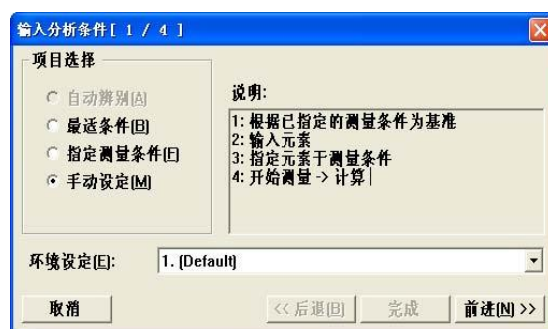 输入分析条件[ 1 / 4 ]
项目选择
自动辨别(A)
最适条件(B)
指定测量条件(F)
手动设定(M)
说明:
1: 根据已指定的测量条件为基准
2: 输入元素
3: 指定元素于测量条件
4: 开始测量 -> 计算
环境设定(E): 1. (Default)
取消 << 后退(B) 完成 前进(N) >>